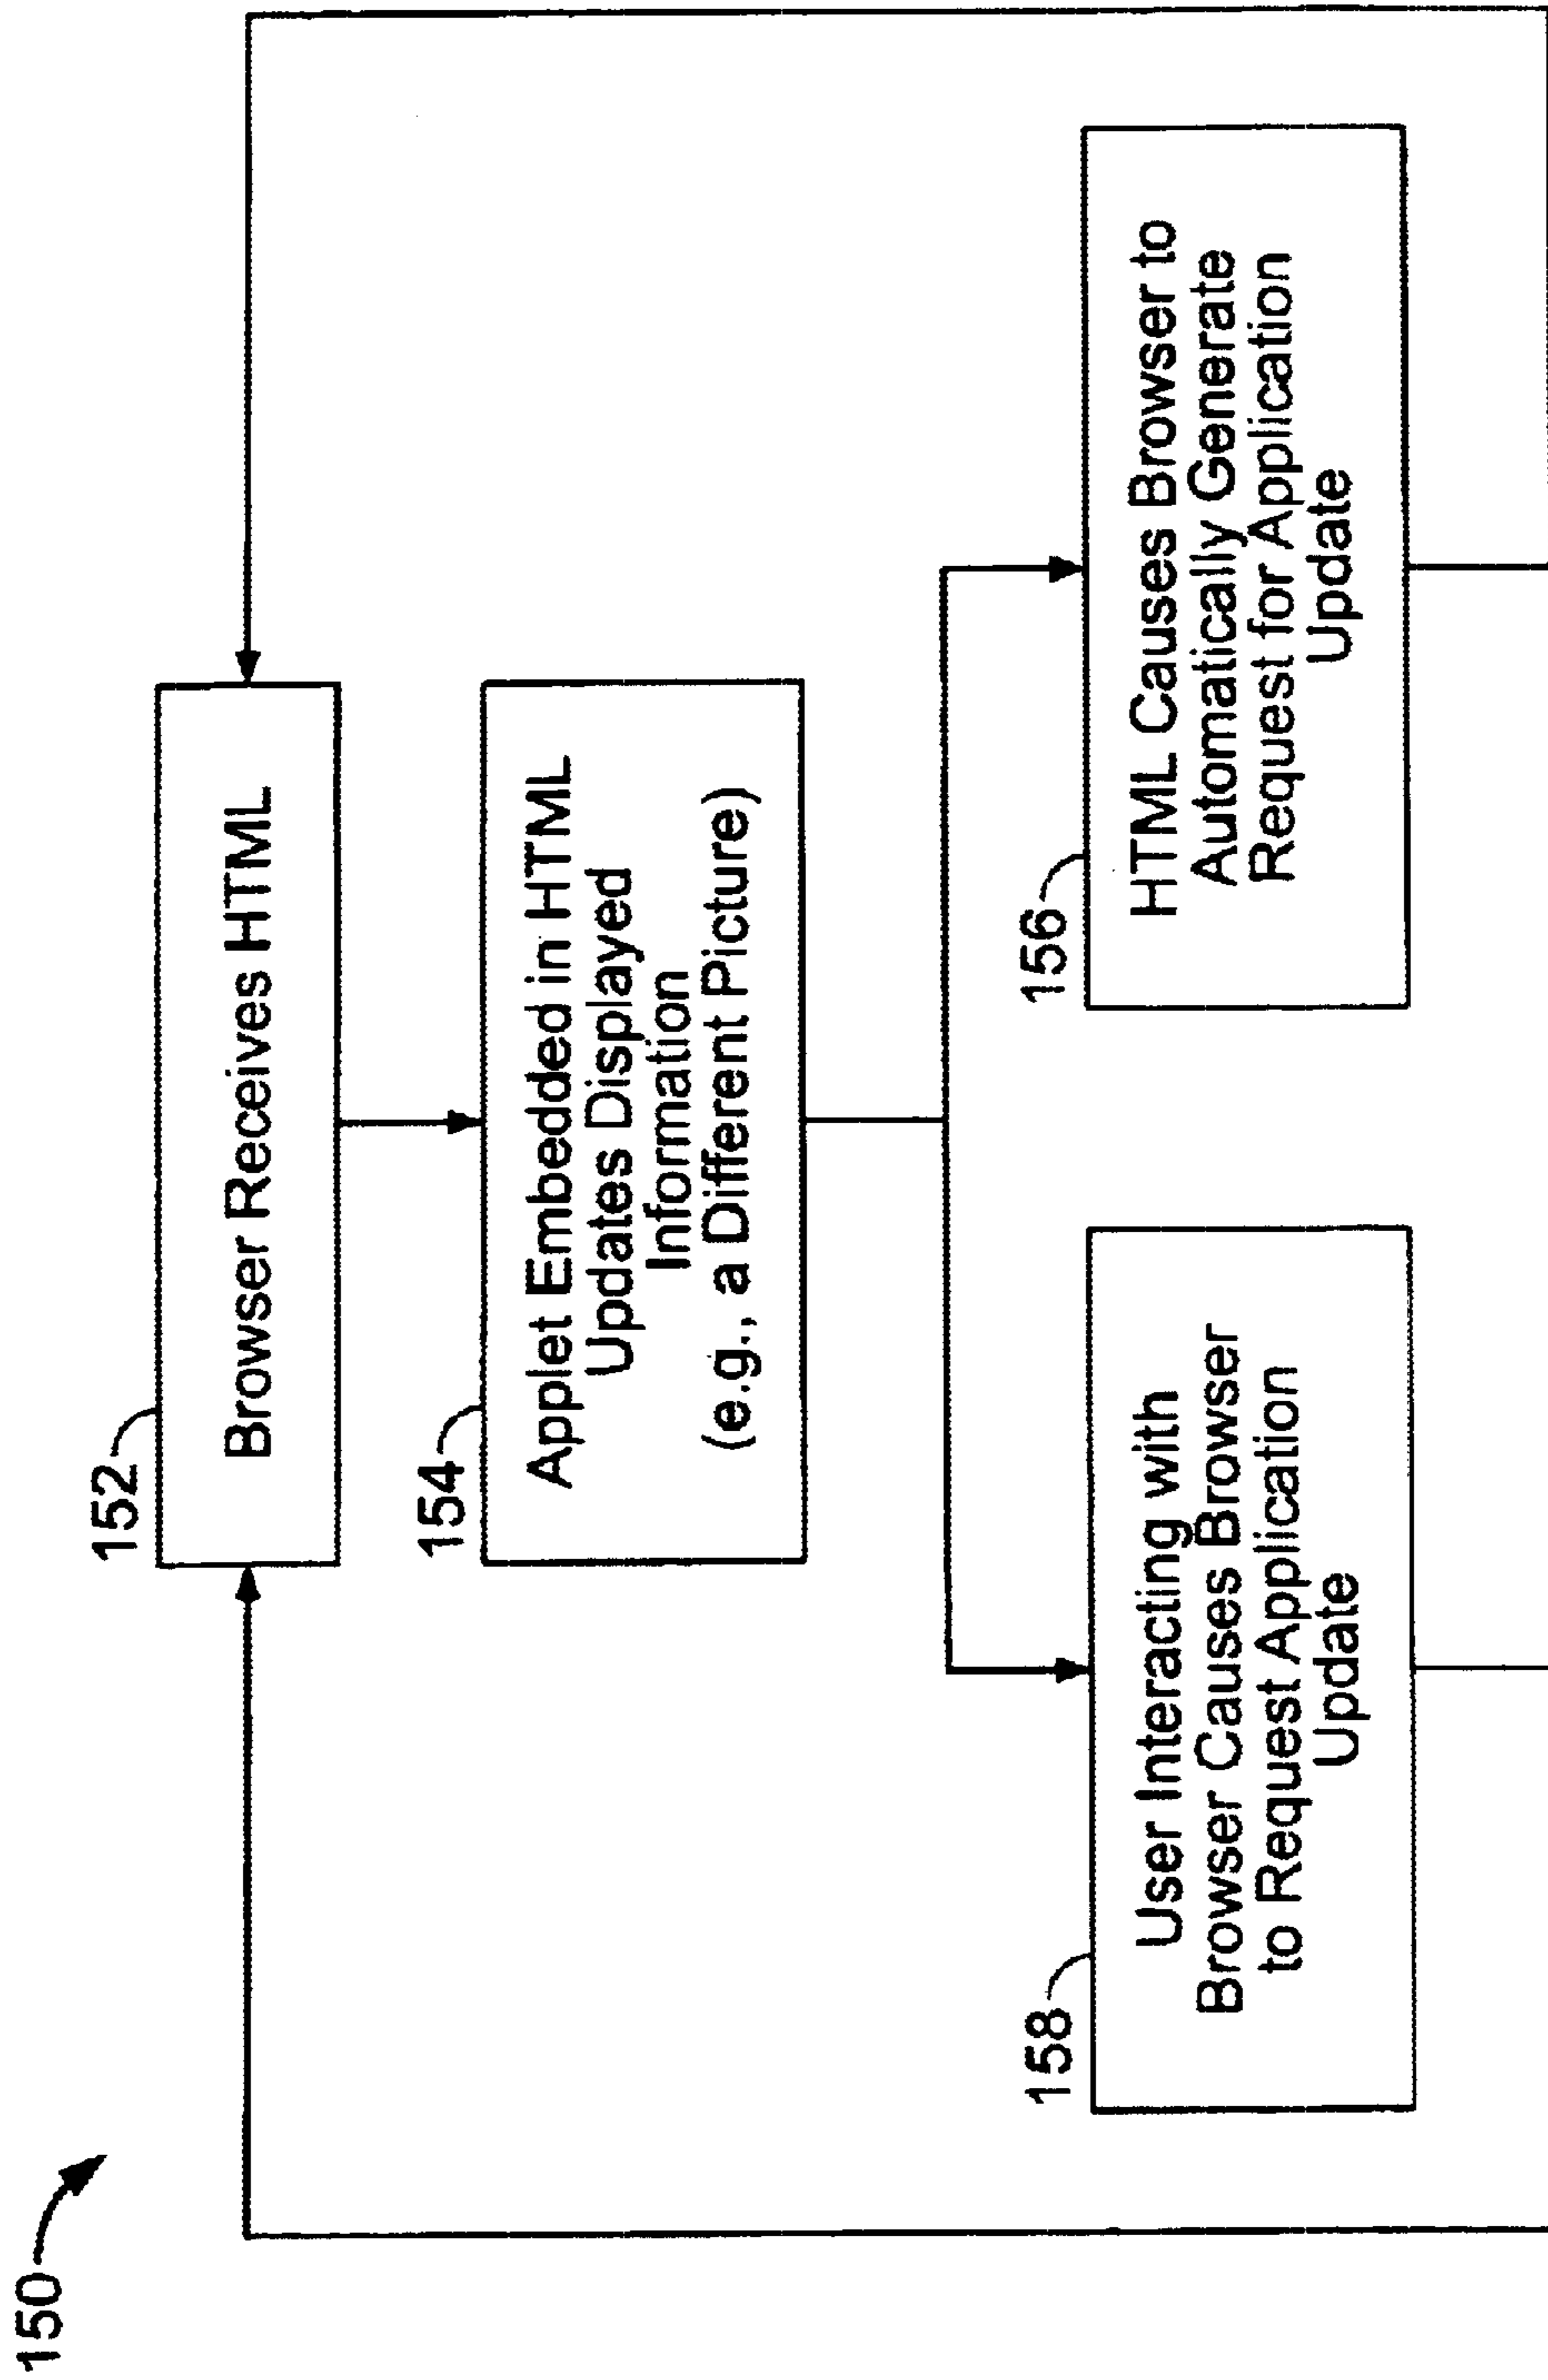 150
152
Browser Receives HTML
154
Applet Embedded in HTML
Updates Displayed
Information
(e.g., a Different Picture)
158
User Interacting with
Browser Causes Browser
to Request Application
Update
156
HTML Causes Browser to
Automatically Generate
Request for Application
Update